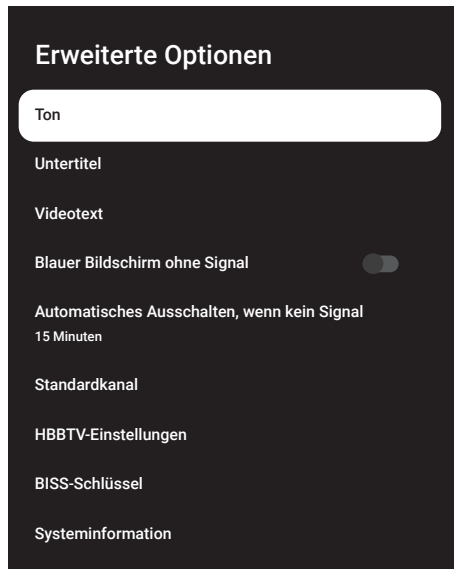 Erweiterte Optionen
Ton
Untertitel
Videotext
Blauer Bildschirm ohne Signal
Automatisches Ausschalten, wenn kein Signal
15 Minuten
Standardkanal
HBBTV-Einstellungen
BISS-Schlüssel
Systeminformation